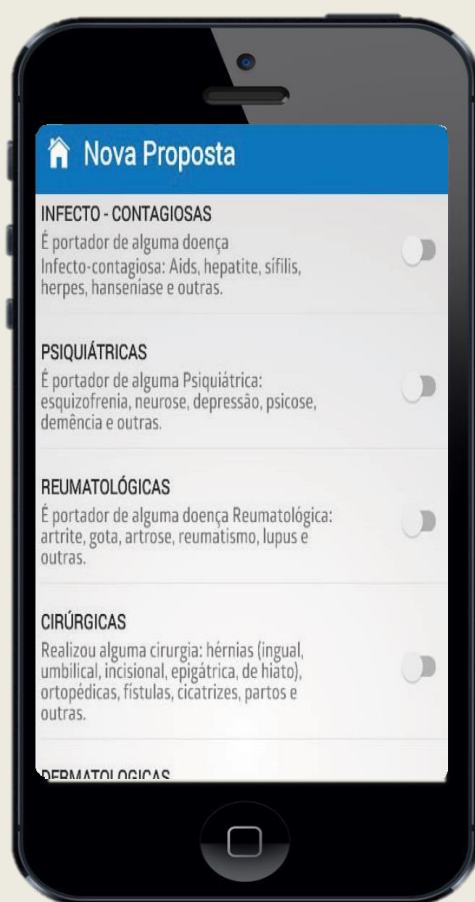 Nova Proposta
INFECTO - CONTAGIOSAS
É portador de alguma doença
Infecto-contagiosa: Aids, hepatite, sífilis,
herpes, hanseníase e outras.
PSIQUIÁTRICAS
É portador de alguma Psiquiátrica:
esquizofrenia, neurose, depressão, psicose,
demência e outras.
REUMATOLÓGICAS
É portador de alguma doença Reumatológica:
artrite, gota, artrose, reumatismo, lupus e
outras.
CIRÚRGICAS
Realizou alguma cirurgia: hérnias (ingual,
umbilical, incisional, epigátrica, de hiato),
ortopédicas, fístulas, cicatrizes, partos e
outras.
DERMATOLOGICAS